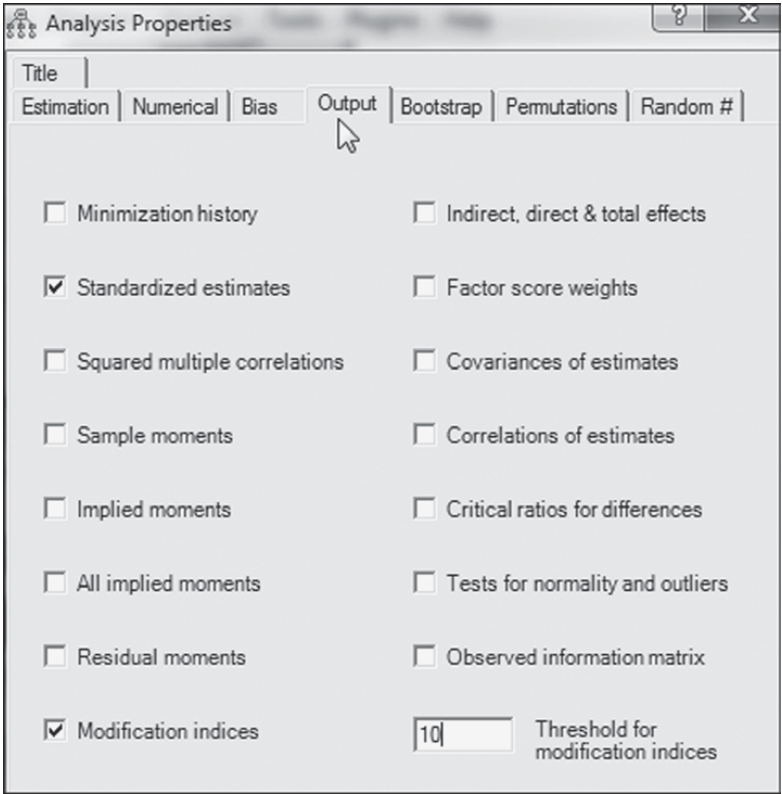 Analysis Properties
? X
Title
Estimation Numerical Bias Output Bootstrap Permutations Random #
Minimization history
Indirect, direct & total effects
Standardized estimates
Factor score weights
Squared multiple correlations
Covariances of estimates
Sample moments
Correlations of estimates
Implied moments
Critical ratios for differences
All implied moments
Tests for normality and outliers
Residual moments
Observed information matrix
Modification indices
10 Threshold for
modification indices